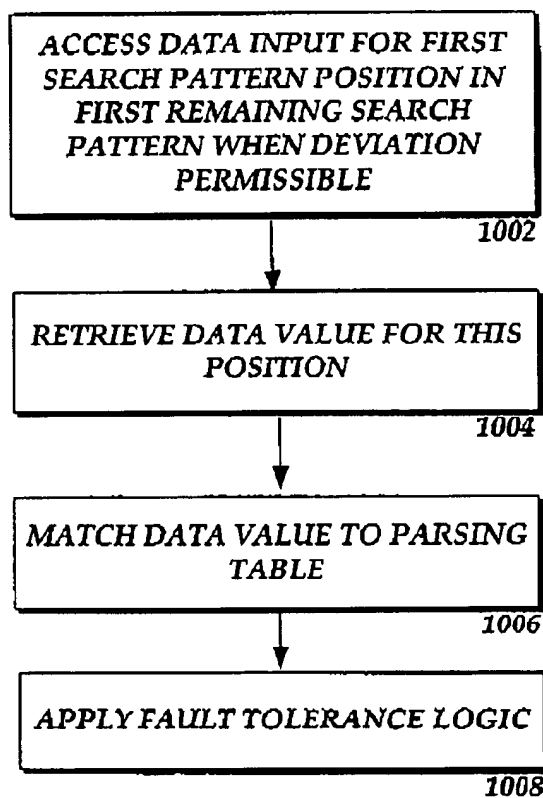 ACCESS DATA INPUT FOR FIRST
SEARCH PATTERN POSITION IN
FIRST REMAINING SEARCH
PATTERN WHEN DEVIATION
PERMISSIBLE
1002
RETRIEVE DATA VALUE FOR THIS
POSITION
1004
MATCH DATA VALUE TO PARSING
TABLE
1006
APPLY FAULT TOLERANCE LOGIC
1008